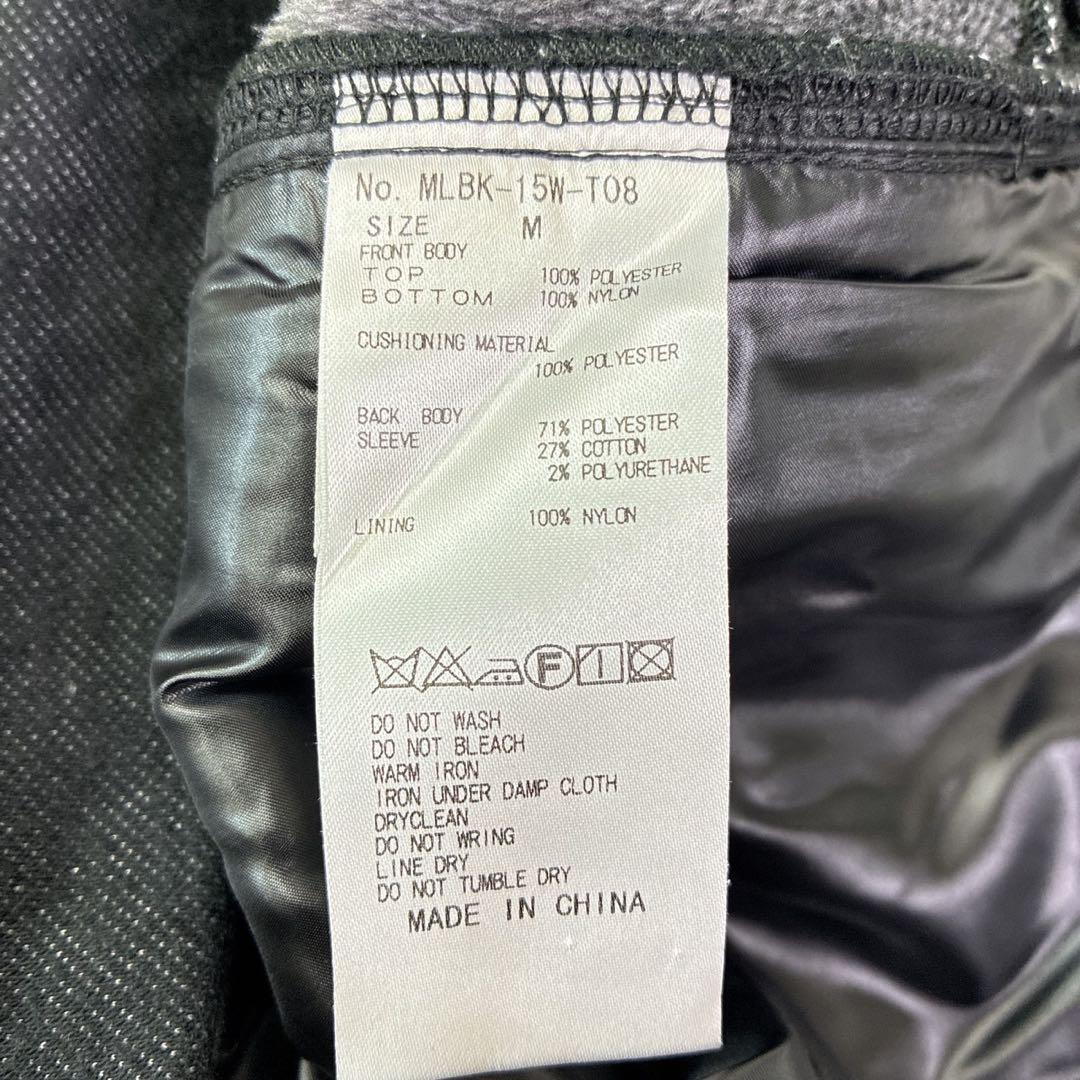 No. MLBK-15W-T08
SIZE M
FRONT BODY
TOP 100% POLYESTER
BOTTOM 100% NYLON
CUSHIONING MATERIAL
100% POLYESTER
BACK BODY 71% POLYESTER
SLEEVE 27% COTTON
2% POLYURETHANE
LINING 100% NYLON
F
DO NOT WASH
DO NOT BLEACH
WARM IRON
IRON UNDER DAMP CLOTH
DRYCLEAN
DO NOT WRING
LINE DRY
DO NOT TUMBLE DRY
MADE IN CHINA